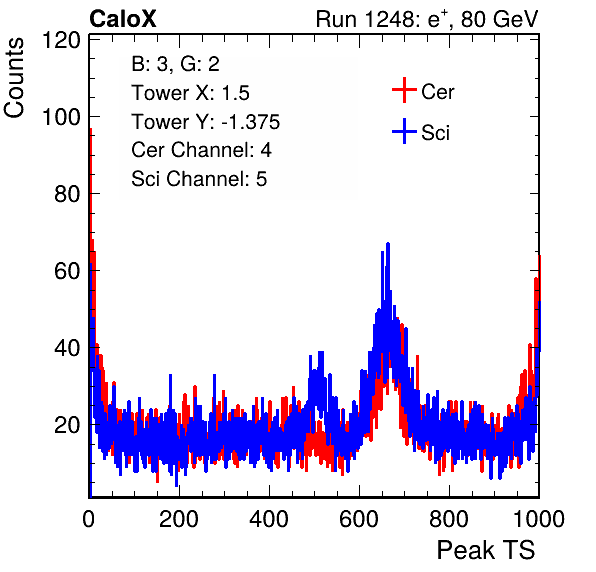 CaloX Run 1248: e+, 80 GeV
Counts
120
100
80
60
40
20
B: 3, G: 2
Tower X: 1.5
Tower Y: -1.375
Cer Channel: 4
Sci Channel: 5
Cer
Sci
0 200 400 600 800 1000
Peak TS